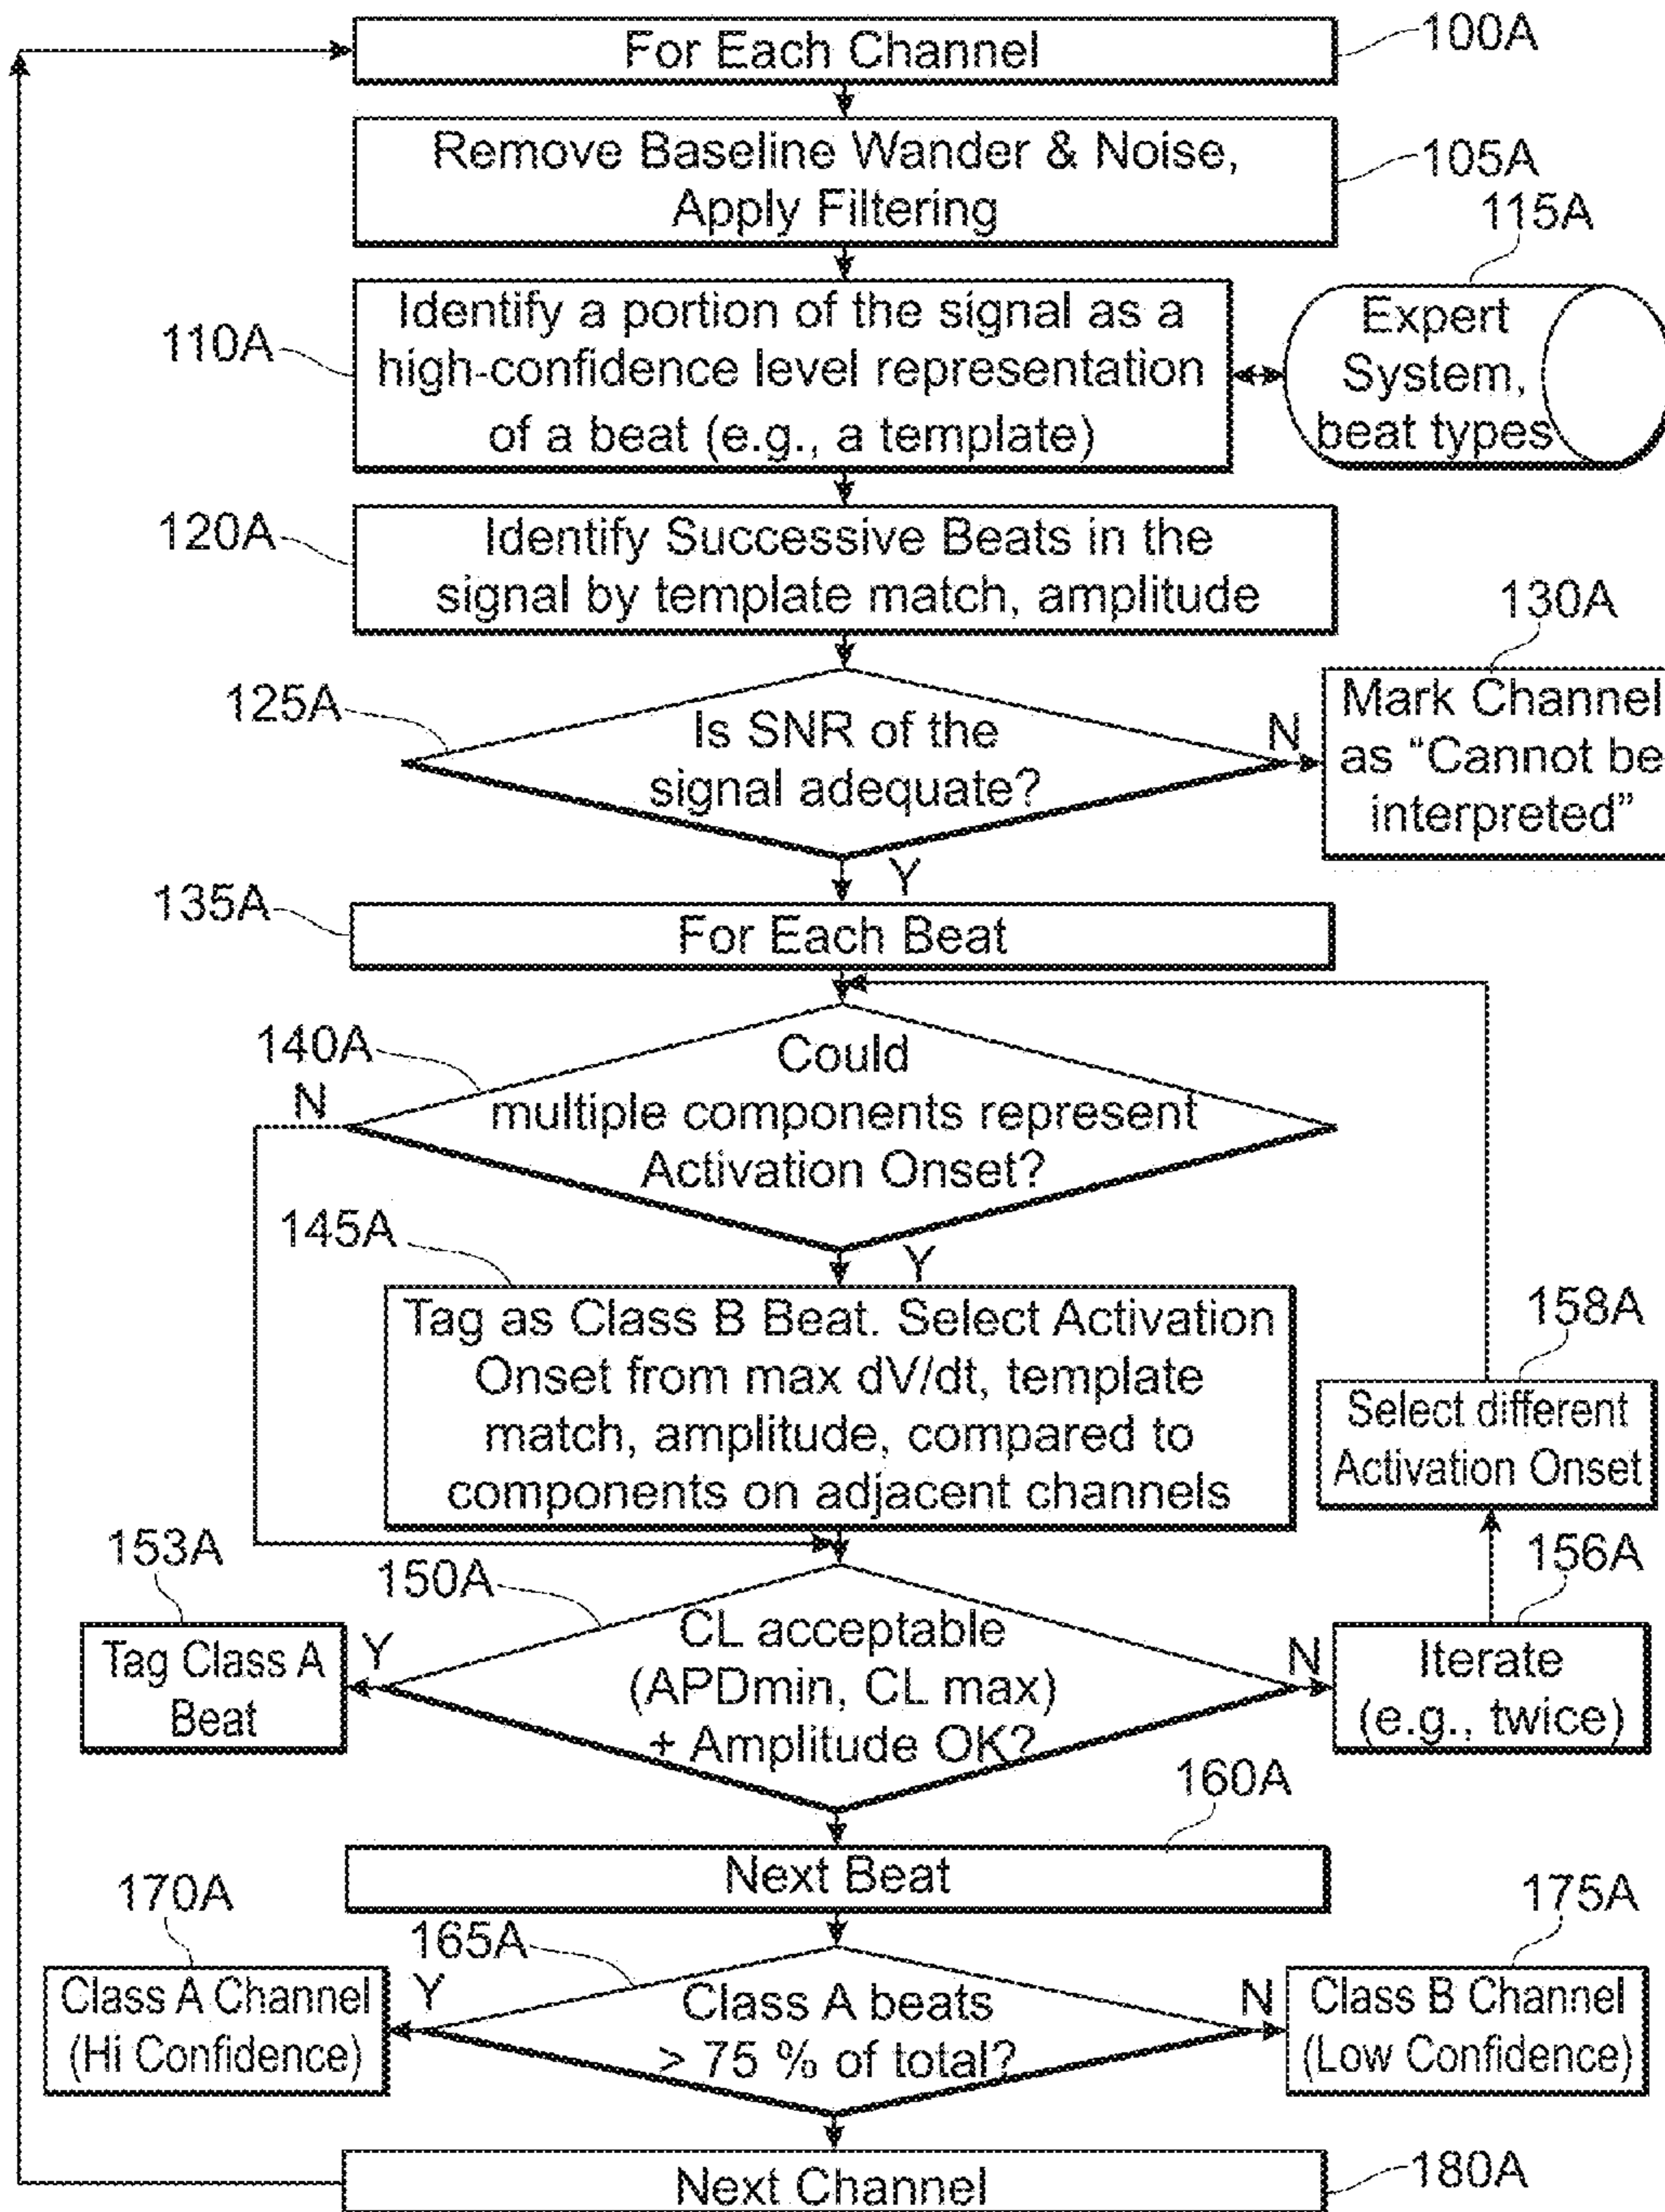 For Each Channel
100A
Remove Baseline Wander & Noise,
Apply Filtering
105A
115A
Identify a portion of the signal as a
high-confidence level representation
of a beat (e.g., a template)
110A
Expert
System,
beat types
120A
Identify Successive Beats in the
signal by template match, amplitude
130A
125A
Is SNR of the
signal adequate?
N
Mark Channel
as “Cannot be
interpreted”
Y
135A
For Each Beat
140A
N
Could
multiple components represent
Activation Onset?
145A
Y
Tag as Class B Beat. Select Activation
Onset from max dV/dt, template
match, amplitude, compared to
components on adjacent channels
158A
Select different
Activation Onset
153A
150A
156A
Tag Class A
Beat
Y
CL acceptable
(APDmin, CL max)
+ Amplitude OK?
N
Iterate
(e.g., twice)
160A
Next Beat
170A
165A
175A
Class A Channel
(Hi Confidence)
Y
Class A beats
> 75 % of total?
N
Class B Channel
(Low Confidence)
Next Channel
180A